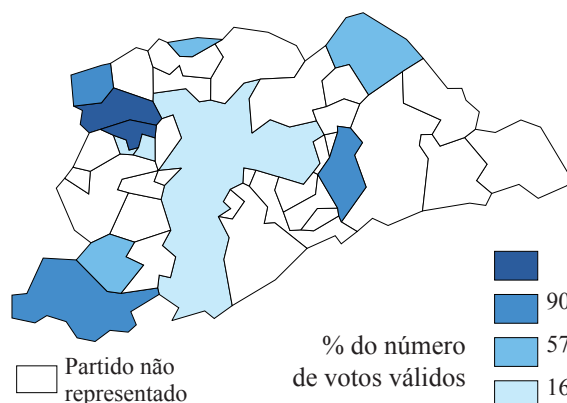 90
57
16
% do número
de votos válidos
Partido não
representado